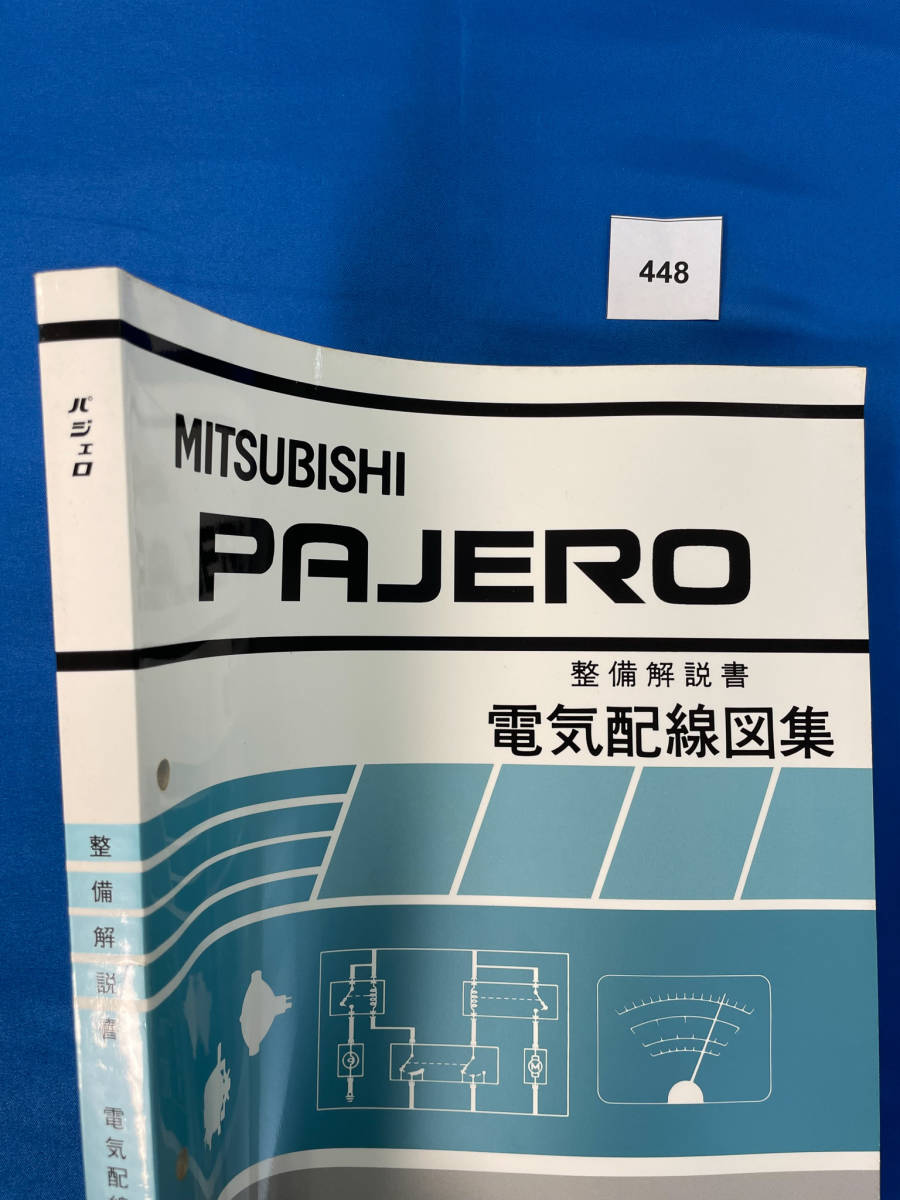 448
パジェロ
MITSUBISHI
PAJERO
整備解説書
電気配線図集
整備解説書 電気配
M